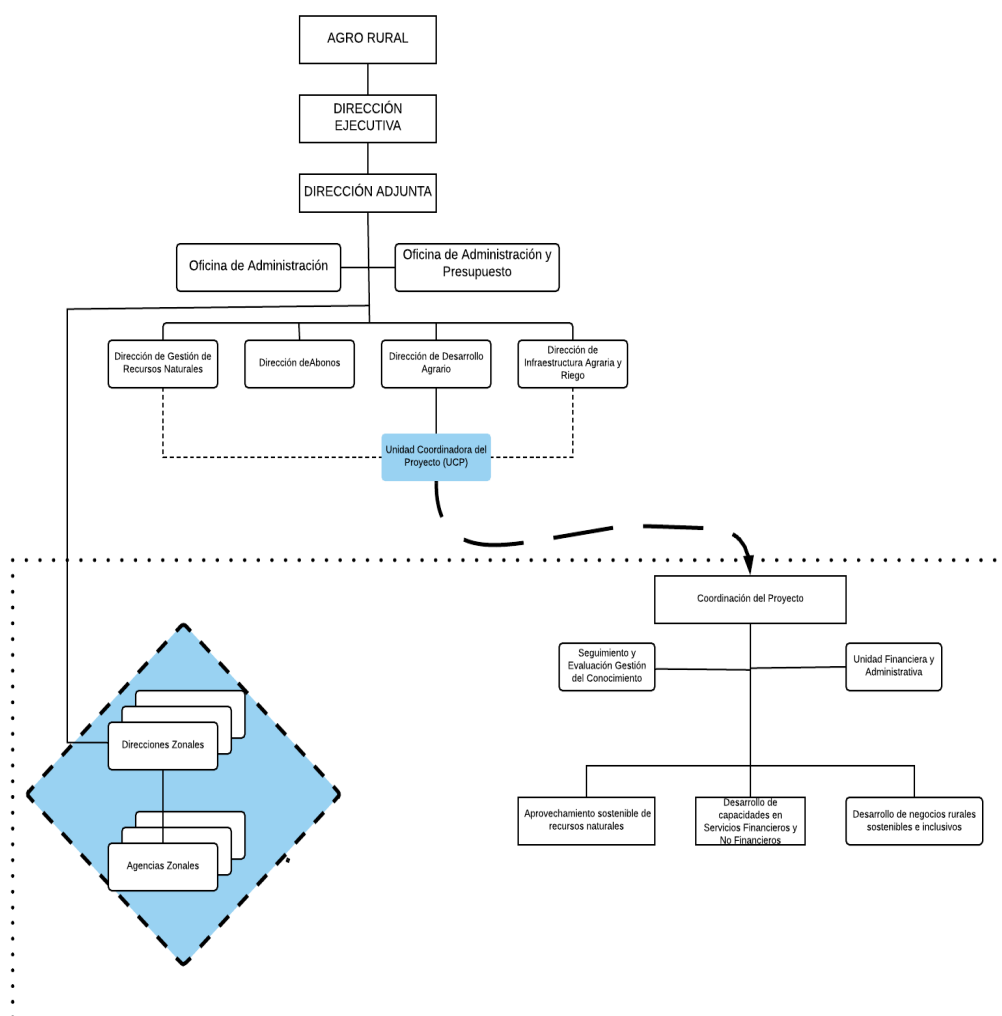 AGRO RURAL
DIRECCIÓN
EJECUTIVA
DIRECCIÓN ADJUNTA
Oficina de Administración
Oficina de Administración y
Presupuesto
Dirección de Gestión de
Recursos Naturales
Dirección deAbonos
Dirección de Desarrollo
Agrario
Dirección de
Infraestructura Agraria y
Riego
Unidad Coordinadora del
Proyecto (UCP)
Coordinación del Proyecto
Seguimiento y
Evaluación Gestión
del Conocimiento
Unidad Financiera y
Administrativa
Direcciones Zonales
Agencias Zonales
Aprovechamiento sostenible de
recursos naturales
Desarrollo de
capacidades en
Servicios Financieros y
No Financieros
Desarrollo de negocios rurales
sostenibles e inclusivos